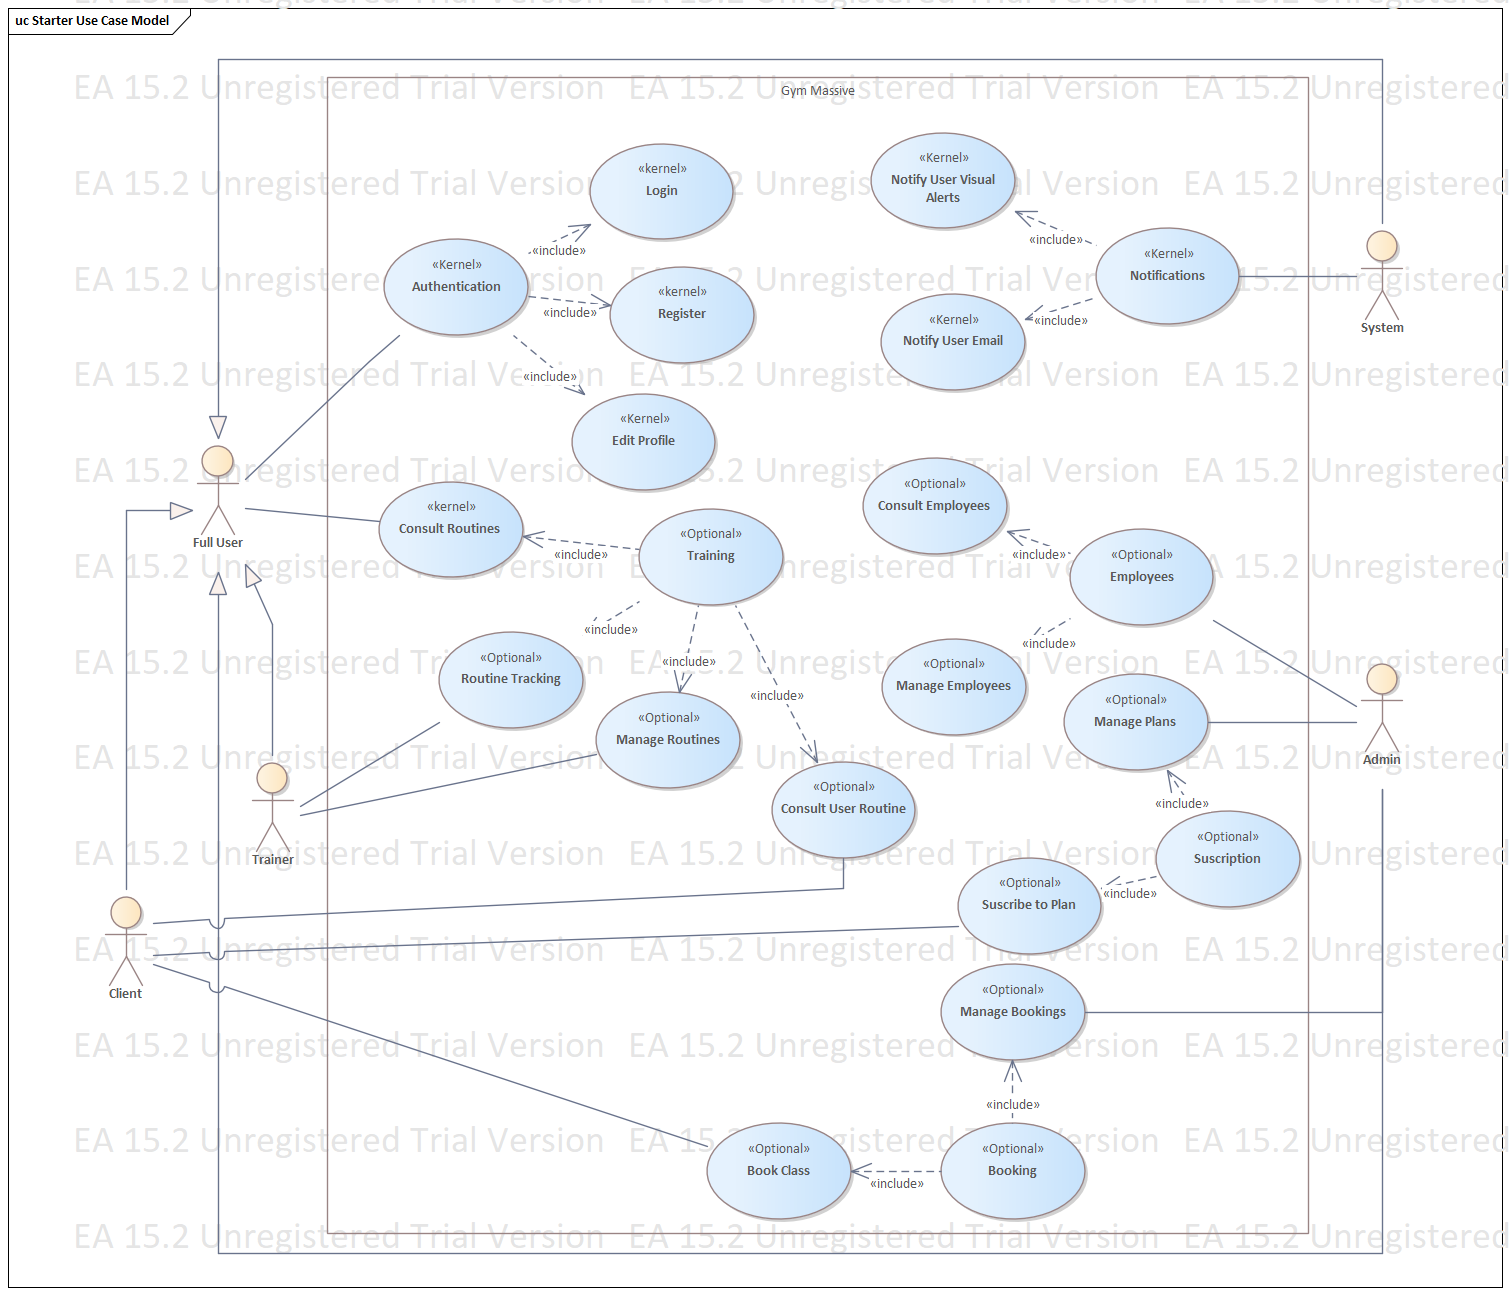 uc Starter Use Case Model
Gym Massive
«kernel»
Login
«Kernel»
Notify User Visual
Alerts
«include»
«include»
«Kernel»
Authentication
«Kernel»
Notifications
«kernel»
Register
«include»
«Kernel»
Notify User Email
«include»
System
«include»
«Kernel»
Edit Profile
«Optional»
Consult Employees
«kernel»
Consult Routines
Full User
«Optional»
Training
«include»
«include»
«Optional»
Employees
«include»
«include»
«Optional»
Routine Tracking
«include»
«Optional»
Manage Employees
«include»
«Optional»
Manage Routines
«Optional»
Manage Plans
Admin
«Optional»
Consult User Routine
«include»
Trainer
«Optional»
Suscription
«Optional»
Suscribe to Plan
«include»
Client
«Optional»
Manage Bookings
«include»
«Optional»
Book Class
«include»
«Optional»
Booking
EA 15.2 Unregistered Trial Version EA 15.2 Unregistered Trial Version EA 15.2 Unregistered